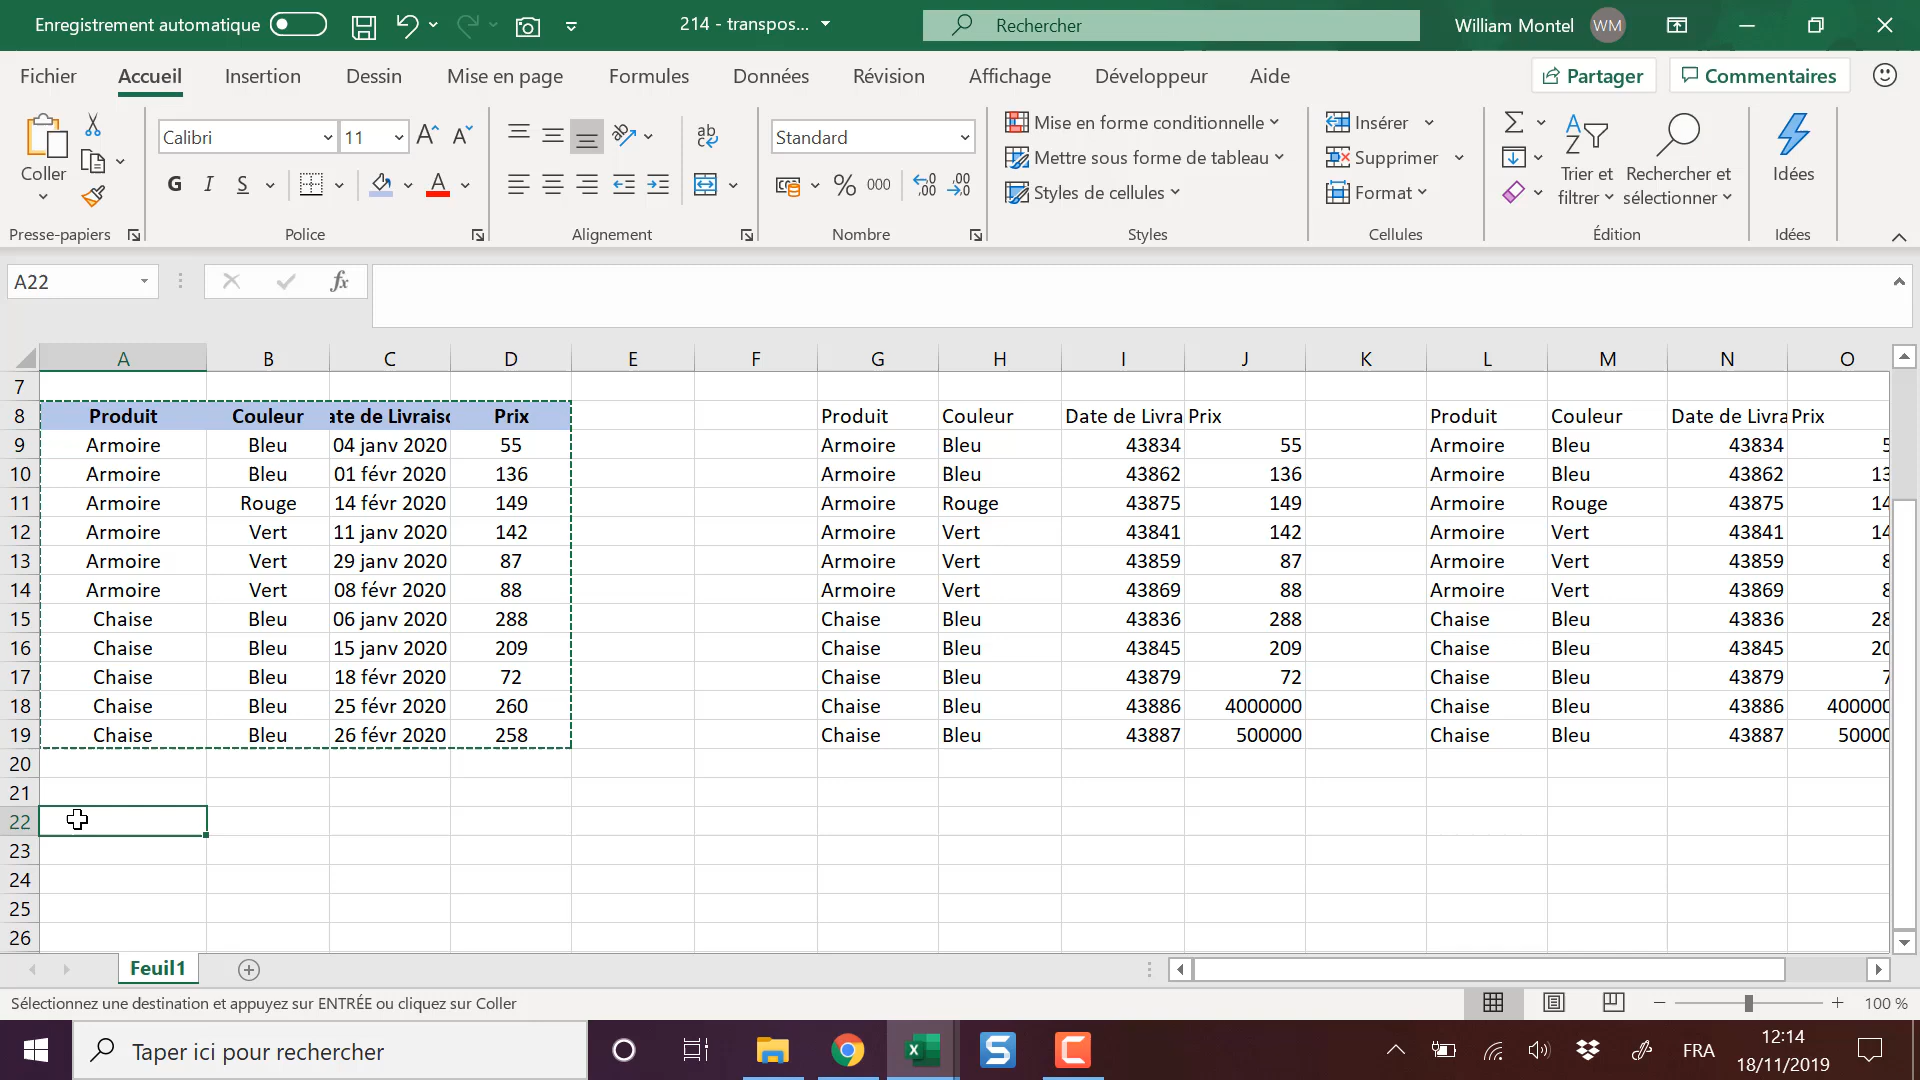 Enregistrement automatique
214 - transpos...
Rechercher
William Montel WM
Fichier Accueil Insertion Dessin Mise en page Formules Données Révision Affichage Développeur Aide
Partager Commentaires
Coller
Presse-papiers
Calibri 11
G I S
Police
ab
Alignement
Standard
% 000
Nombre
Mise en forme conditionnelle
Mettre sous forme de tableau
Styles de cellules
Styles
Insérer
Supprimer
Format
Cellules
Trier et filtrer
Rechercher et sélectionner
Édition
Idées
Idées
A22 fx
A B C D E F G H I J K L M N O
7
8 Produit Couleur ate de Livraiso Prix Produit Couleur Date de Livra Prix Produit Couleur Date de Livra Prix
9 Armoire Bleu 04 janv 2020 55 Armoire Bleu 43834 55 Armoire Bleu 43834 5
10 Armoire Bleu 01 févr 2020 136 Armoire Bleu 43862 136 Armoire Bleu 43862 13
11 Armoire Rouge 14 févr 2020 149 Armoire Rouge 43875 149 Armoire Rouge 43875 14
12 Armoire Vert 11 janv 2020 142 Armoire Vert 43841 142 Armoire Vert 43841 14
13 Armoire Vert 29 janv 2020 87 Armoire Vert 43859 87 Armoire Vert 43859 8
14 Armoire Vert 08 févr 2020 88 Armoire Vert 43869 88 Armoire Vert 43869 8
15 Chaise Bleu 06 janv 2020 288 Chaise Bleu 43836 288 Chaise Bleu 43836 28
16 Chaise Bleu 15 janv 2020 209 Chaise Bleu 43845 209 Chaise Bleu 43845 20
17 Chaise Bleu 18 févr 2020 72 Chaise Bleu 43879 72 Chaise Bleu 43879 7
18 Chaise Bleu 25 févr 2020 260 Chaise Bleu 43886 4000000 Chaise Bleu 43886 400000
19 Chaise Bleu 26 févr 2020 258 Chaise Bleu 43887 500000 Chaise Bleu 43887 50000
20
21
22
23
24
25
26
Feuil1
Sélectionnez une destination et appuyez sur ENTRÉE ou cliquez sur Coller
100 %
Taper ici pour rechercher
FRA
12:14
18/11/2019